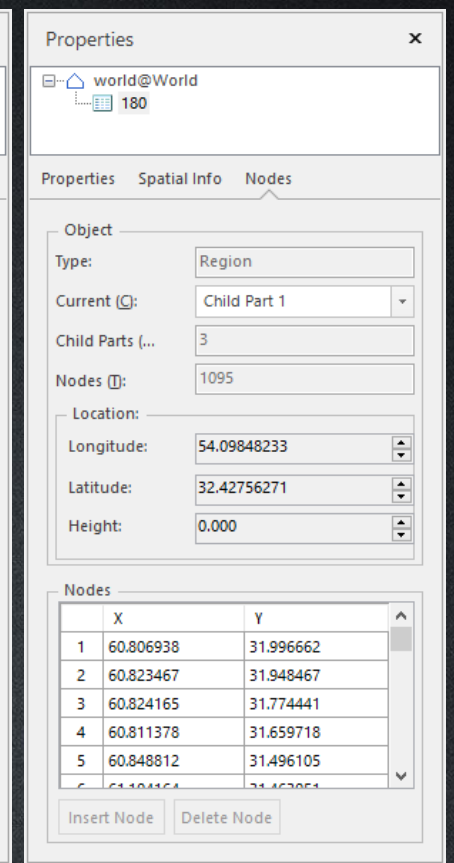 Properties ×
world@World
180
Properties Spatial Info Nodes
Object
Type: Region
Current (C): Child Part 1
Child Parts (... 3
Nodes (T): 1095
Location:
Longitude: 54.09848233
Latitude: 32.42756271
Height: 0.000
Nodes
X Y
1 60.806938 31.996662
2 60.823467 31.948467
3 60.824165 31.774441
4 60.811378 31.659718
5 60.848812 31.496105
Insert Node Delete Node